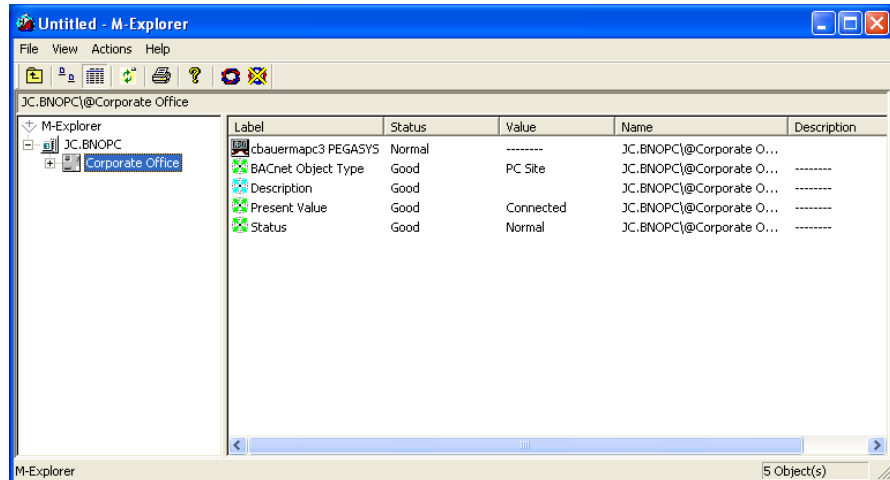 Untitled - M-Explorer
File View Actions Help
JC.BNOPC\@Corporate Office
M-Explorer
JC.BNOPC
Corporate Office
Label Status Value Name Description
cbauermapc3 PEGASYS Normal -------- JC.BNOPC\@Corporate O...
BACnet Object Type Good PC Site JC.BNOPC\@Corporate O... --------
Description Good JC.BNOPC\@Corporate O... --------
Present Value Good Connected JC.BNOPC\@Corporate O... --------
Status Good Normal JC.BNOPC\@Corporate O... --------
M-Explorer 5 Object(s)